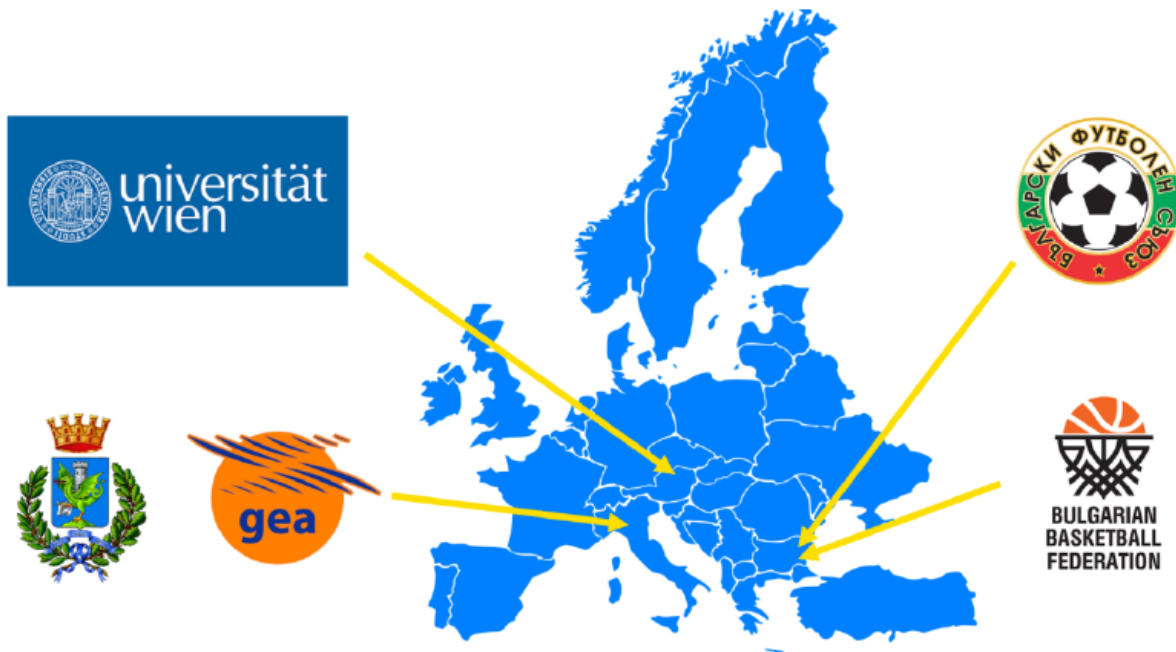 universität
wien
БЪЛГАРСКИ ФУТБОЛЕН СЪЮЗ
gea
BULGARIAN
BASKETBALL
FEDERATION